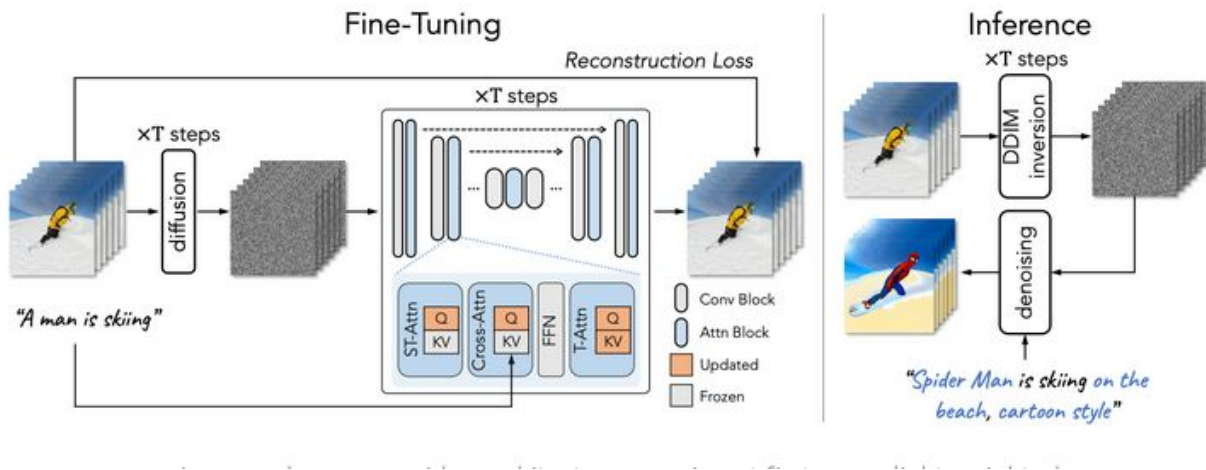 Fine-Tuning
Reconstruction Loss
×T steps
×T steps
diffusion
"A man is skiing"
...
...
ST-Attn
Q
KV
Cross-Attn
Q
KV
FFN
T-Attn
Q
KV
Conv Block
Attn Block
Updated
Frozen
Inference
×T steps
DDIM
inversion
denoising
"Spider Man is skiing on the
beach, cartoon style"